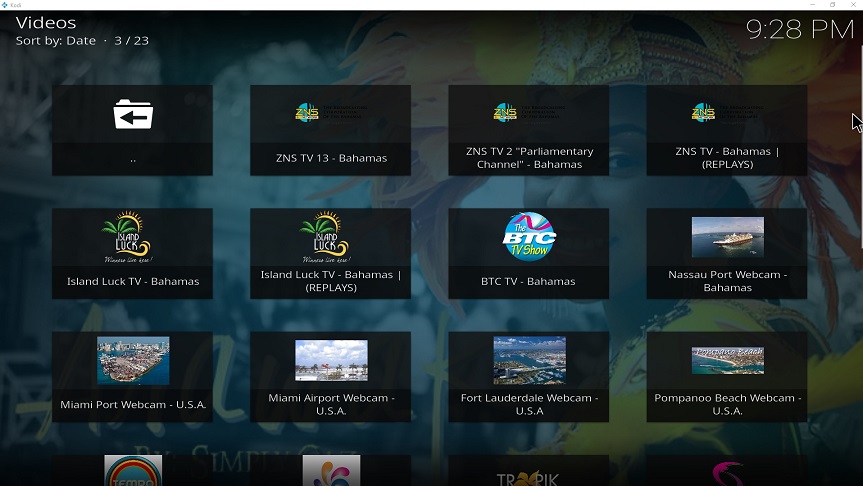 Kodi
Videos
Sort by: Date · 3 / 23
9:28 PM
..
ZNS
ZNS TV 13 - Bahamas
ZNS
ZNS TV 2 "Parliamentary
Channel" - Bahamas
ZNS
ZNS TV - Bahamas |
(REPLAYS)
ISLAND
LUCK
Winners live here!
Island Luck TV - Bahamas
ISLAND
LUCK
Winners live here!
Island Luck TV - Bahamas |
(REPLAYS)
The
BTC
TV Show
BTC TV - Bahamas
Nassau Port Webcam -
Bahamas
Miami Port Webcam - U.S.A.
Miami Airport Webcam -
U.S.A.
Fort Lauderdale Webcam -
U.S.A
Pompano Beach
Pompanoo Beach Webcam -
U.S.A.
BY SIMPLY
TEMPO
TROPIK